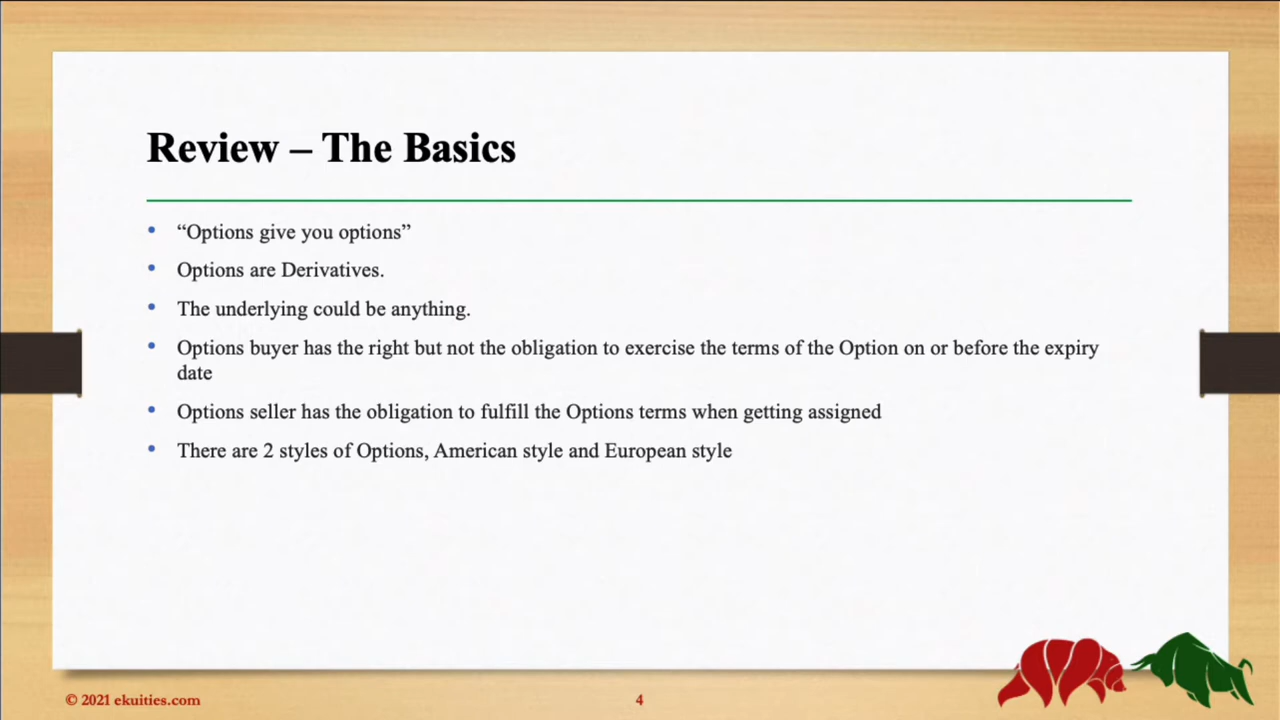 Review – The Basics
• “Options give you options”
• Options are Derivatives.
• The underlying could be anything.
• Options buyer has the right but not the obligation to exercise the terms of the Option on or before the expiry
date
• Options seller has the obligation to fulfill the Options terms when getting assigned
• There are 2 styles of Options, American style and European style
© 2021 ekuities.com
4